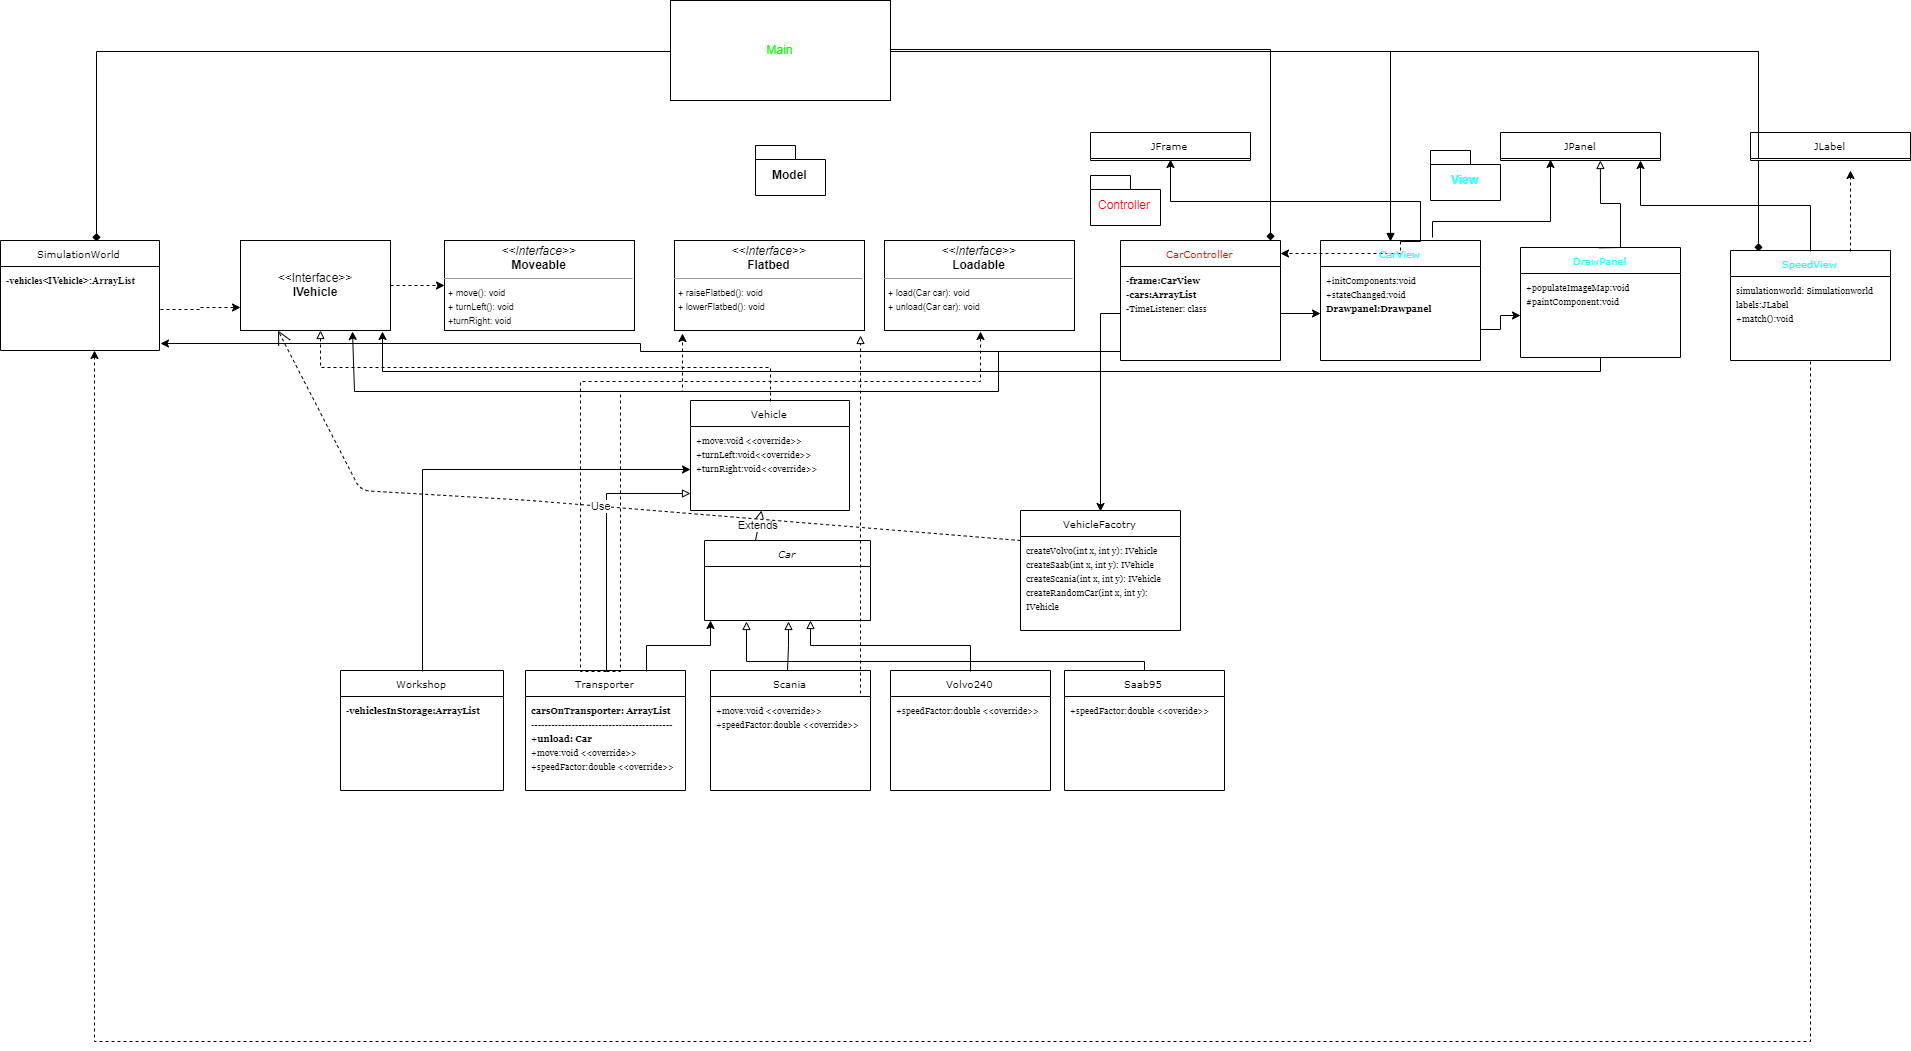 Main
Model
JFrame
Controller
View
JPanel
JLabel
SimulationWorld
-vehicles<IVehicle>:ArrayList
<<Interface>>
IVehicle
<<Interface>>
Moveable
+ move(): void
+ turnLeft(): void
+turnRight: void
<<Interface>>
Flatbed
+ raiseFlatbed(): void
+ lowerFlatbed(): void
<<Interface>>
Loadable
+ load(Car car): void
+ unload(Car car): void
CarController
-frame:CarView
-cars:ArrayList
-TimeListener: class
CarView
+initComponents:void
+stateChanged:void
Drawpanel:Drawpanel
DrawPanel
+populateImageMap:void
#paintComponent:void
SpeedView
simulationworld: Simulationworld
labels:JLabel
+match():void
Vehicle
+move:void <<override>>
+turnLeft:void<<override>>
+turnRight:void<<override>>
Use
Extends
Car
VehicleFacotry
createVolvo(int x, int y): IVehicle
createSaab(int x, int y): IVehicle
createScania(int x, int y): IVehicle
createRandomCar(int x, int y):
IVehicle
Workshop
-vehiclesInStorage:ArrayList
Transporter
carsOnTransporter: ArrayList
------------------------------------------
+unload: Car
+move:void <<override>>
+speedFactor:double <<override>>
Scania
+move:void <<override>>
+speedFactor:double <<override>>
Volvo240
+speedFactor:double <<override>>
Saab95
+speedFactor:double <<overide>>